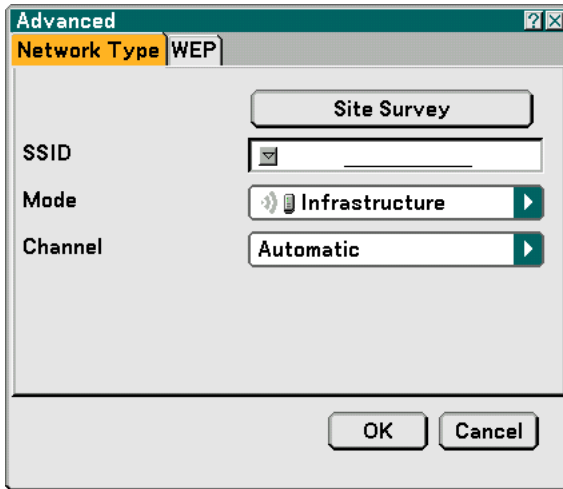 Advanced
Network Type WEP
Site Survey
SSID
Mode Infrastructure
Channel Automatic
OK Cancel